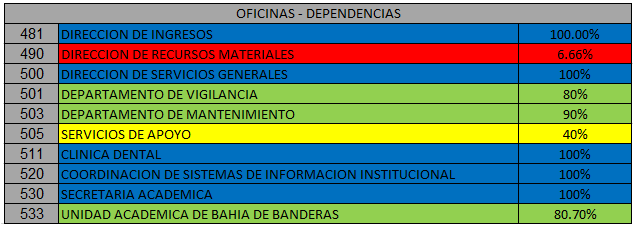 OFICINAS - DEPENDENCIAS
481 DIRECCION DE INGRESOS 100.00%
490 DIRECCION DE RECURSOS MATERIALES 6.66%
500 DIRECCION DE SERVICIOS GENERALES 100%
501 DEPARTAMENTO DE VIGILANCIA 80%
503 DEPARTAMENTO DE MANTENIMIENTO 90%
505 SERVICIOS DE APOYO 40%
511 CLINICA DENTAL 100%
520 COORDINACION DE SISTEMAS DE INFORMACION INSTITUCIONAL 100%
530 SECRETARIA ACADEMICA 100%
533 UNIDAD ACADEMICA DE BAHIA DE BANDERAS 80.70%